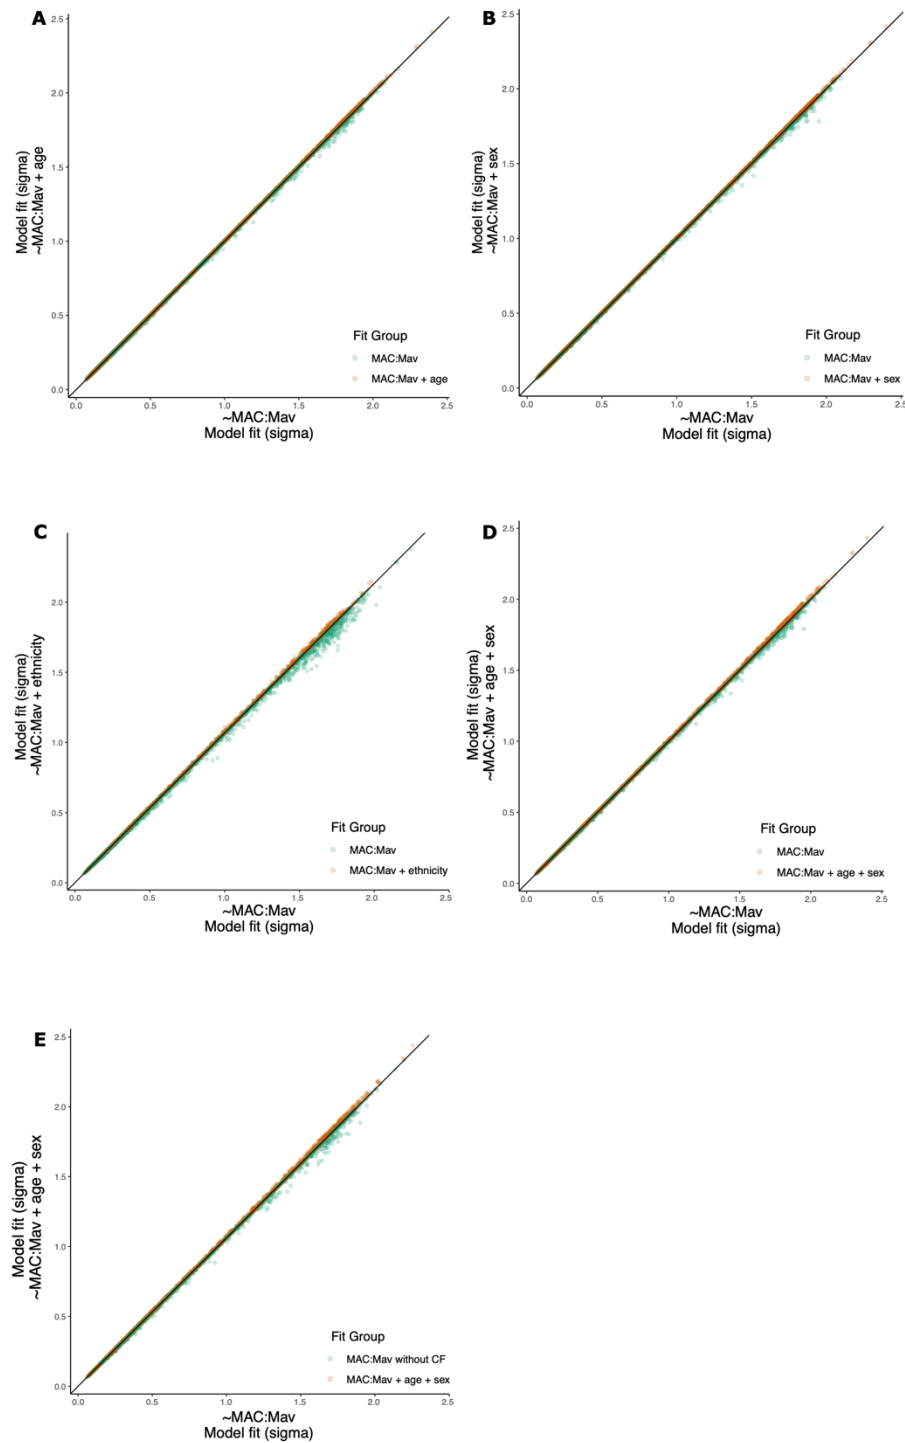 A
2.5
2.0
1.5
1.0
0.5
0.0
Model fit (sigma)
~MAC:Mav + age
Fit Group
MAC:Mav
MAC:Mav + age
0.0 0.5 1.0 1.5 2.0 2.5
~MAC:Mav
Model fit (sigma)
B
2.5
2.0
1.5
1.0
0.5
0.0
Model fit (sigma)
~MAC:Mav + sex
Fit Group
MAC:Mav
MAC:Mav + sex
0.0 0.5 1.0 1.5 2.0 2.5
~MAC:Mav
Model fit (sigma)
C
2.0
1.5
1.0
0.5
0.0
Model fit (sigma)
~MAC:Mav + ethnicity
Fit Group
MAC:Mav
MAC:Mav + ethnicity
0.0 0.5 1.0 1.5 2.0 2.5
~MAC:Mav
Model fit (sigma)
D
2.5
2.0
1.5
1.0
0.5
0.0
Model fit (sigma)
~MAC:Mav + age + sex
Fit Group
MAC:Mav
MAC:Mav + age + sex
0.0 0.5 1.0 1.5 2.0 2.5
~MAC:Mav
Model fit (sigma)
E
2.5
2.0
1.5
1.0
0.5
0.0
Model fit (sigma)
~MAC:Mav + age + sex
Fit Group
MAC:Mav without CF
MAC:Mav + age + sex
0.0 0.5 1.0 1.5 2.0 2.5
~MAC:Mav
Model fit (sigma)